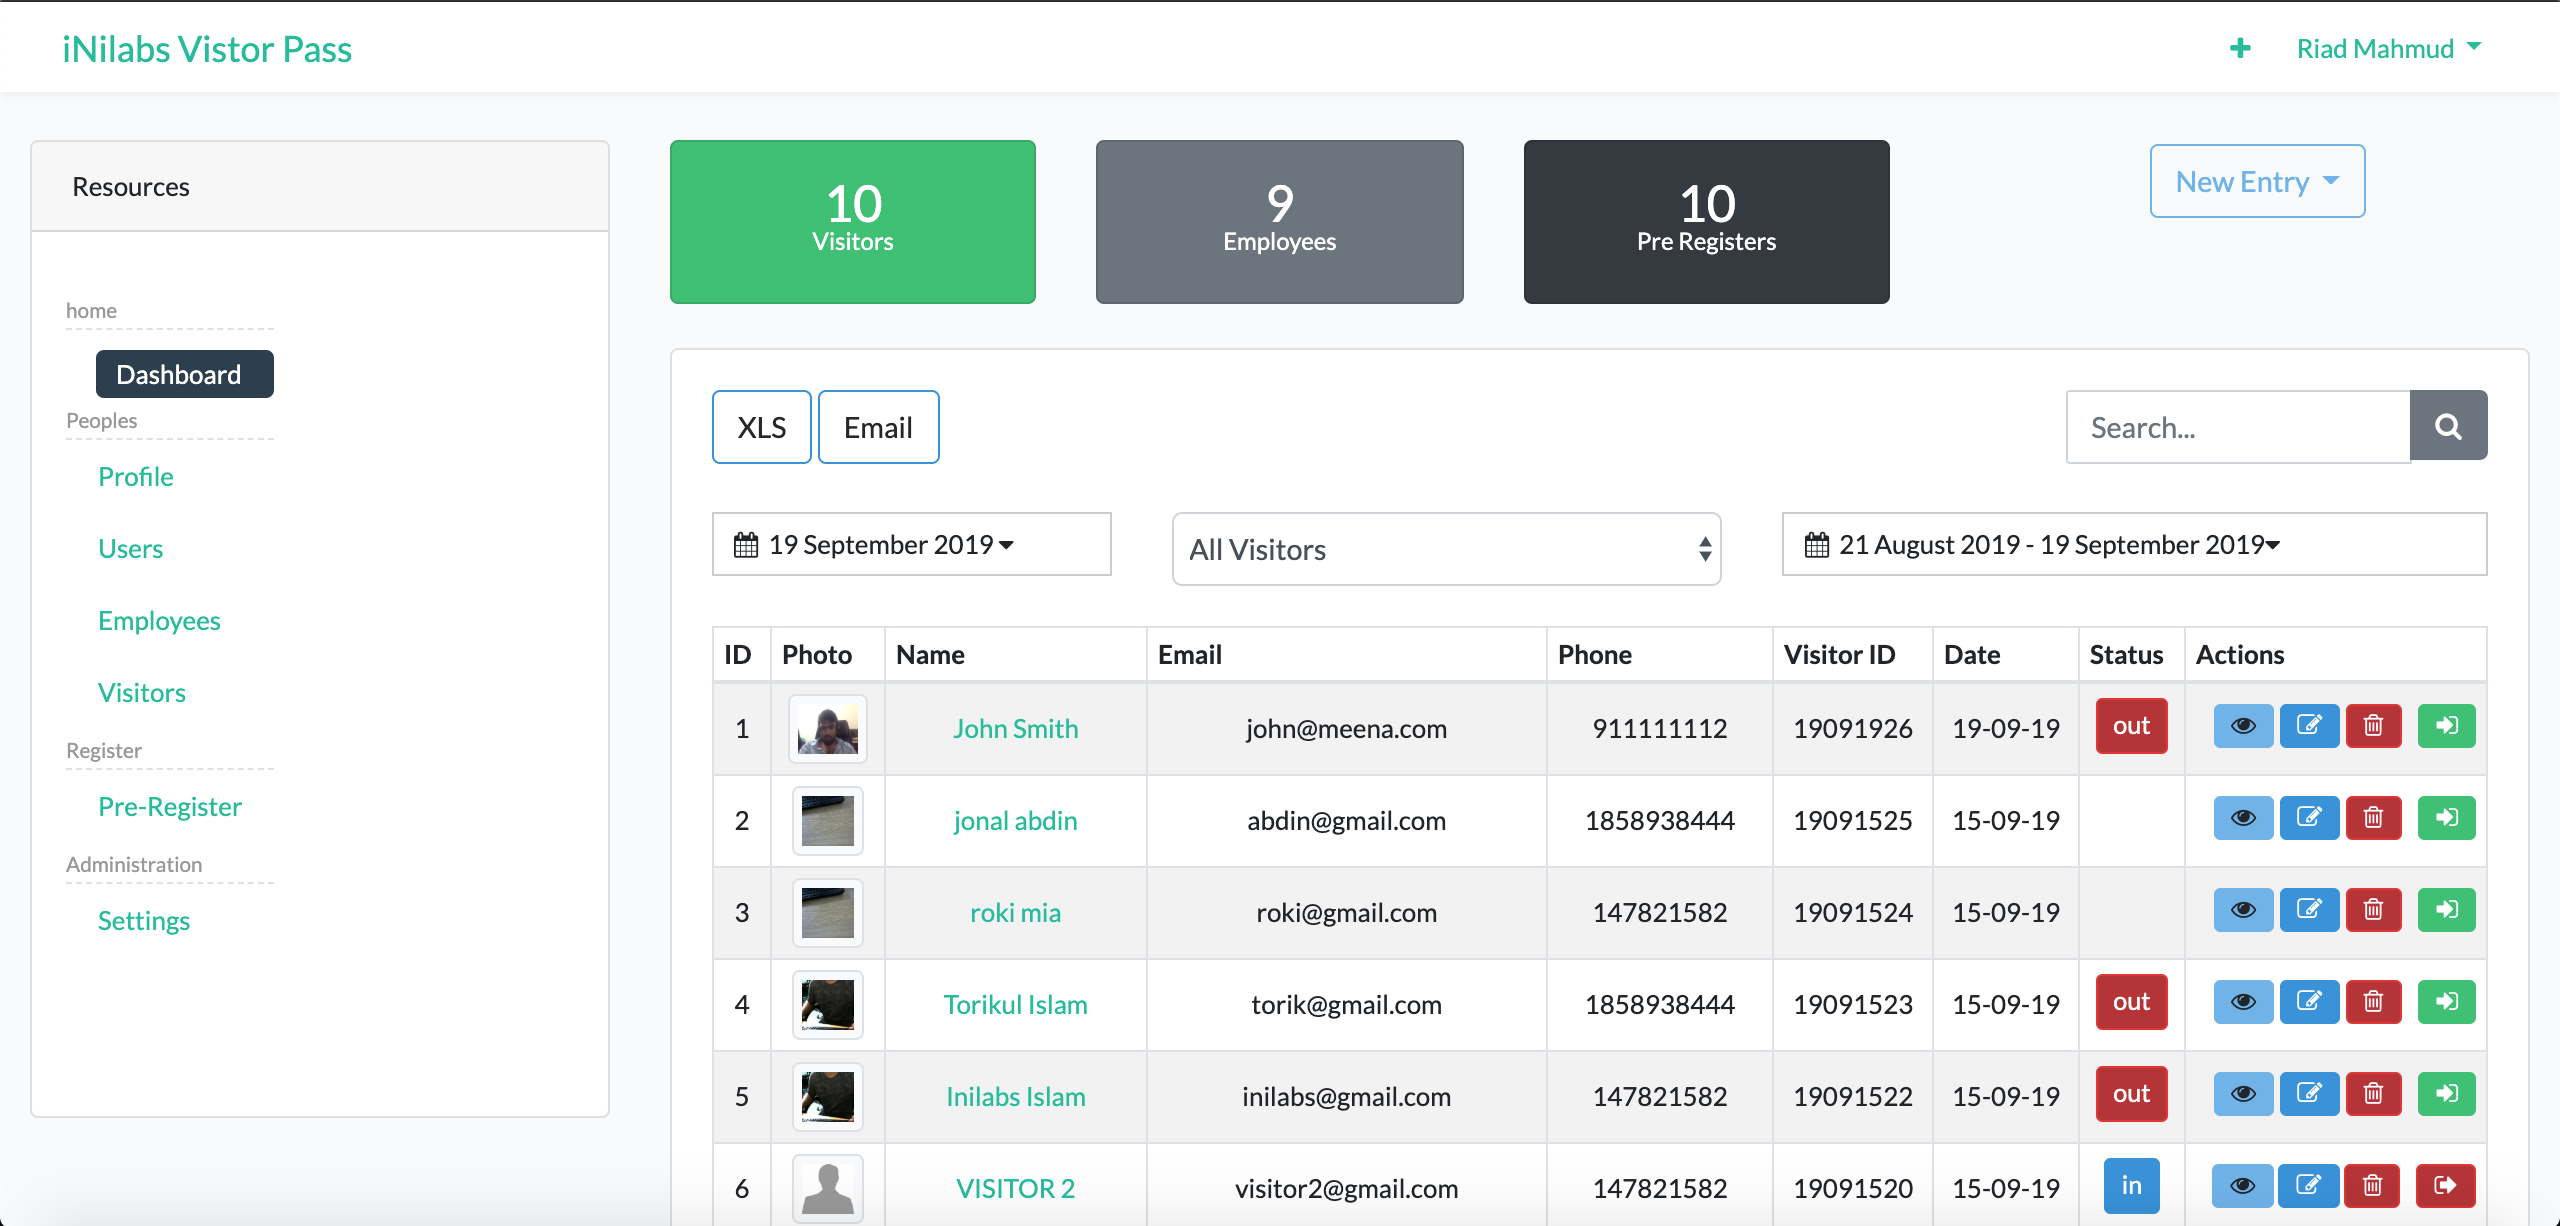 iNilabs Vistor Pass
Riad Mahmud
Resources
home
Dashboard
Peoples
Profile
Users
Employees
Visitors
Register
Pre-Register
Administration
Settings
10
Visitors
9
Employees
10
Pre Registers
New Entry
XLS Email
Search...
19 September 2019
All Visitors
21 August 2019 - 19 September 2019
ID Photo Name Email Phone Visitor ID Date Status Actions
1 John Smith john@meena.com 911111112 19091926 19-09-19 out
2 jonal abdin abdin@gmail.com 1858938444 19091525 15-09-19
3 roki mia roki@gmail.com 147821582 19091524 15-09-19
4 Torikul Islam torik@gmail.com 1858938444 19091523 15-09-19 out
5 Inilabs Islam inilabs@gmail.com 147821582 19091522 15-09-19 out
6 VISITOR 2 visitor2@gmail.com 147821582 19091520 15-09-19 in